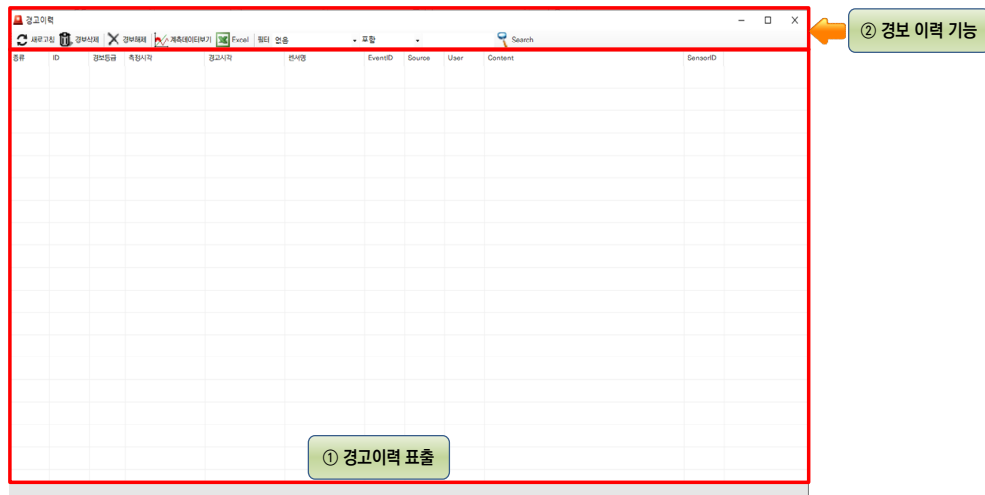 경고이력
새로고침 경보삭제 경보해제 계측데이터보기 Excel 필터 없음 포함 Search
② 경보 이력 기능
종류 ID 경보등급 측정시각 경고시각 센서명 EventID Source User Content SensorID
① 경고이력 표출